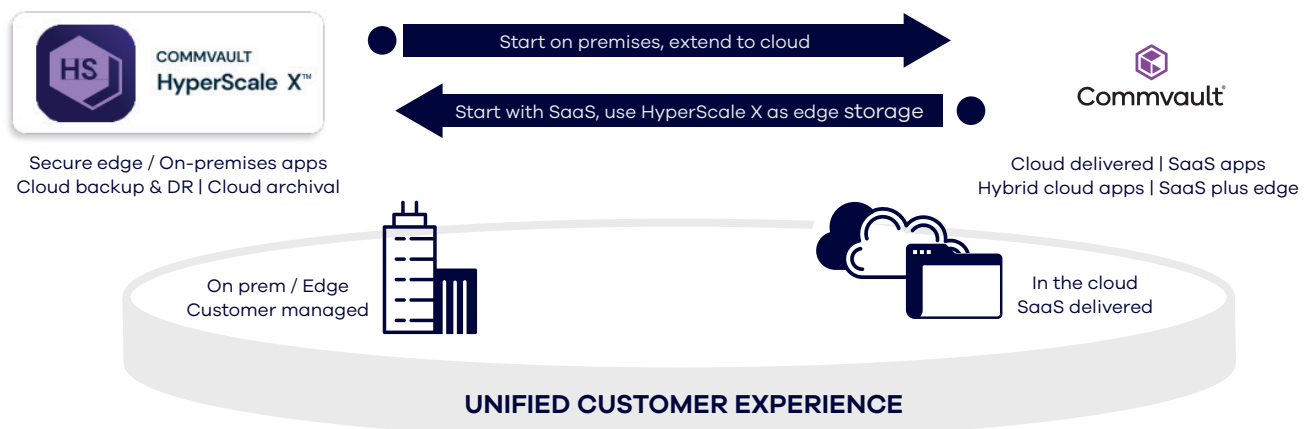 HS
COMMVAULT
HyperScale X™
Start on premises, extend to cloud
Start with SaaS, use HyperScale X as edge storage
Commvault®
Secure edge / On-premises apps
Cloud backup & DR | Cloud archival
Cloud delivered | SaaS apps
Hybrid cloud apps | SaaS plus edge
On prem / Edge
Customer managed
In the cloud
SaaS delivered
UNIFIED CUSTOMER EXPERIENCE